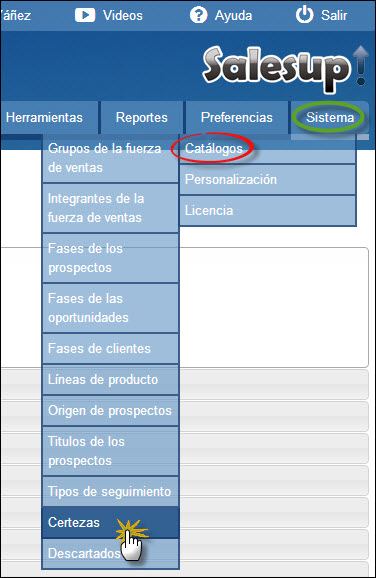 Yáñez
Videos
Ayuda
Salir
Salesup!
Herramientas
Reportes
Preferencias
Sistema
Catálogos
Personalización
Licencia
Grupos de la fuerza
de ventas
Integrantes de la
fuerza de ventas
Fases de los
prospectos
Fases de las
oportunidades
Fases de clientes
Líneas de producto
Origen de prospectos
Titulos de los
prospectos
Tipos de seguimiento
Certezas
Descartados